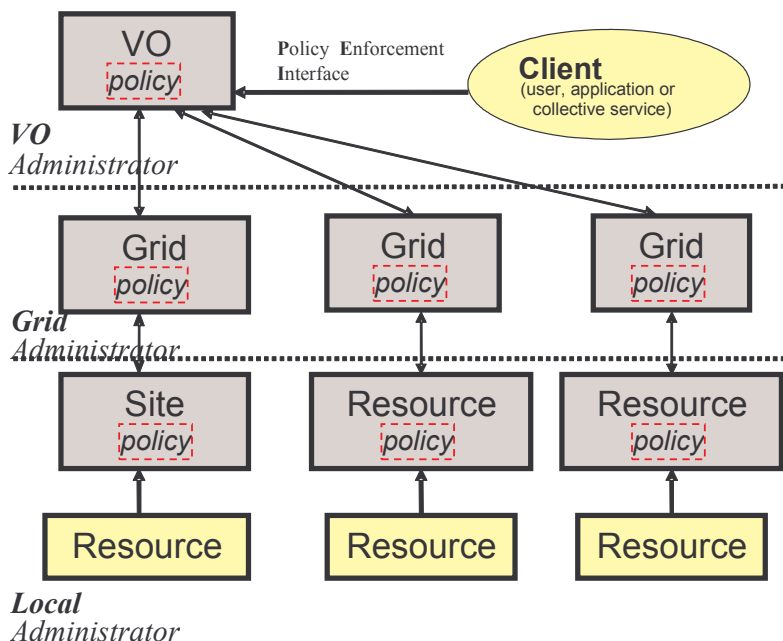 VO
policy
Policy Enforcement
Interface
Client
(user, application or
collective service)
VO
Administrator
Grid
policy
Grid
policy
Grid
policy
Grid
Administrator
Site
policy
Resource
policy
Resource
policy
Resource
Resource
Resource
Local
Administrator